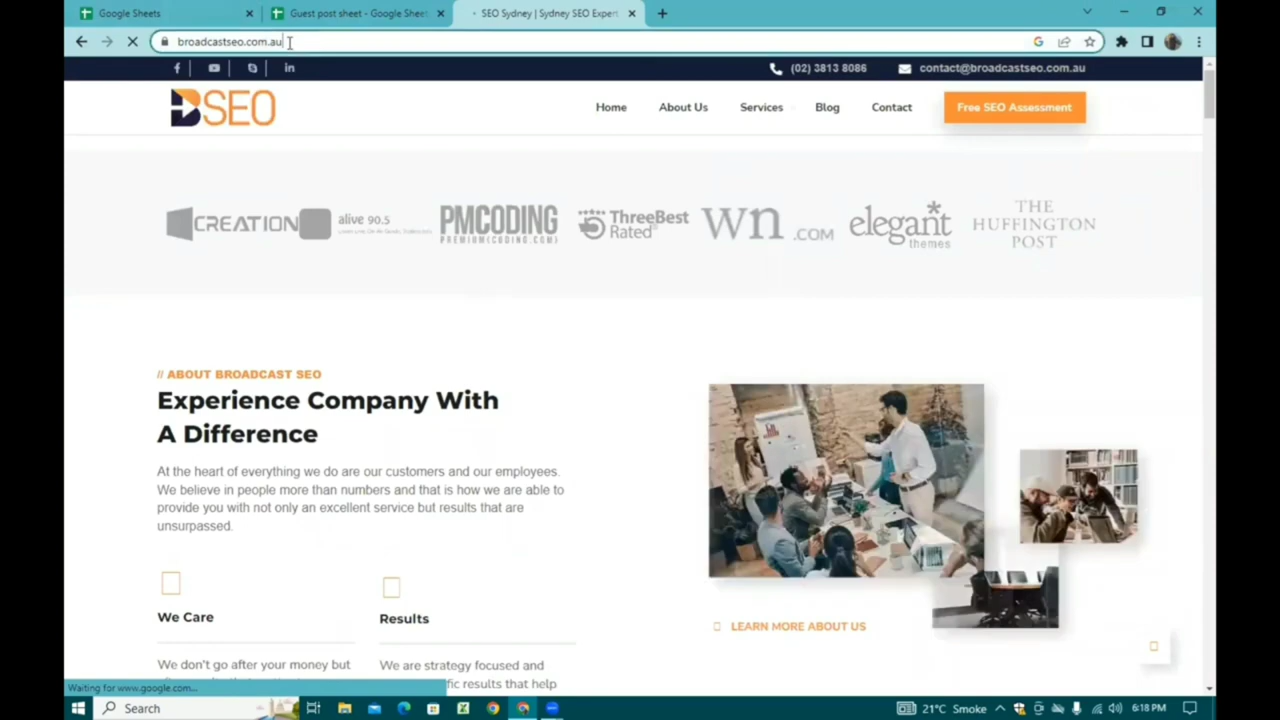 Google Sheets
Guest post sheet - Google Sheet
SEO Sydney | Sydney SEO Expert
broadcastseo.com.au
(02) 3813 8086
contact@broadcastseo.com.au
BSEO
Home
About Us
Services
Blog
Contact
Free SEO Assessment
CREATION
alive 90.5
PMCODING
PREMIUM{CODING.COM}
ThreeBest
Rated
wn.com
elegant
themes
THE
HUFFINGTON
POST
// ABOUT BROADCAST SEO
Experience Company With
A Difference
At the heart of everything we do are our customers and our employees.
We believe in people more than numbers and that is how we are able to
provide you with not only an excellent service but results that are
unsurpassed.
We Care
Results
We don't go after your money but
We are strategy focused and
results that help
LEARN MORE ABOUT US
Waiting for www.google.com...
Search
21°C Smoke
6:18 PM